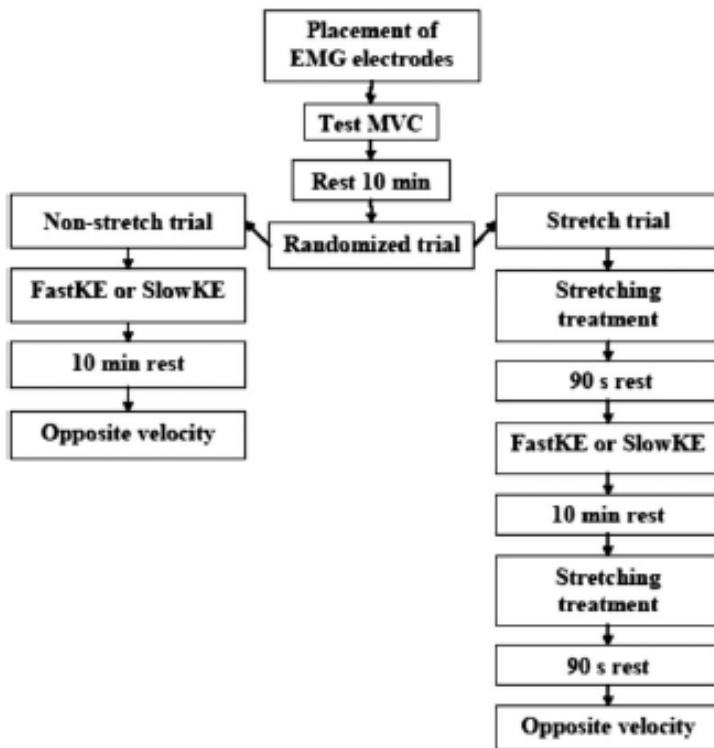 Placement of
EMG electrodes
Test MVC
Rest 10 min
Randomized trial
Non-stretch trial
FastKE or SlowKE
10 min rest
Opposite velocity
Stretch trial
Stretching
treatment
90 s rest
FastKE or SlowKE
10 min rest
Stretching
treatment
90 s rest
Opposite velocity